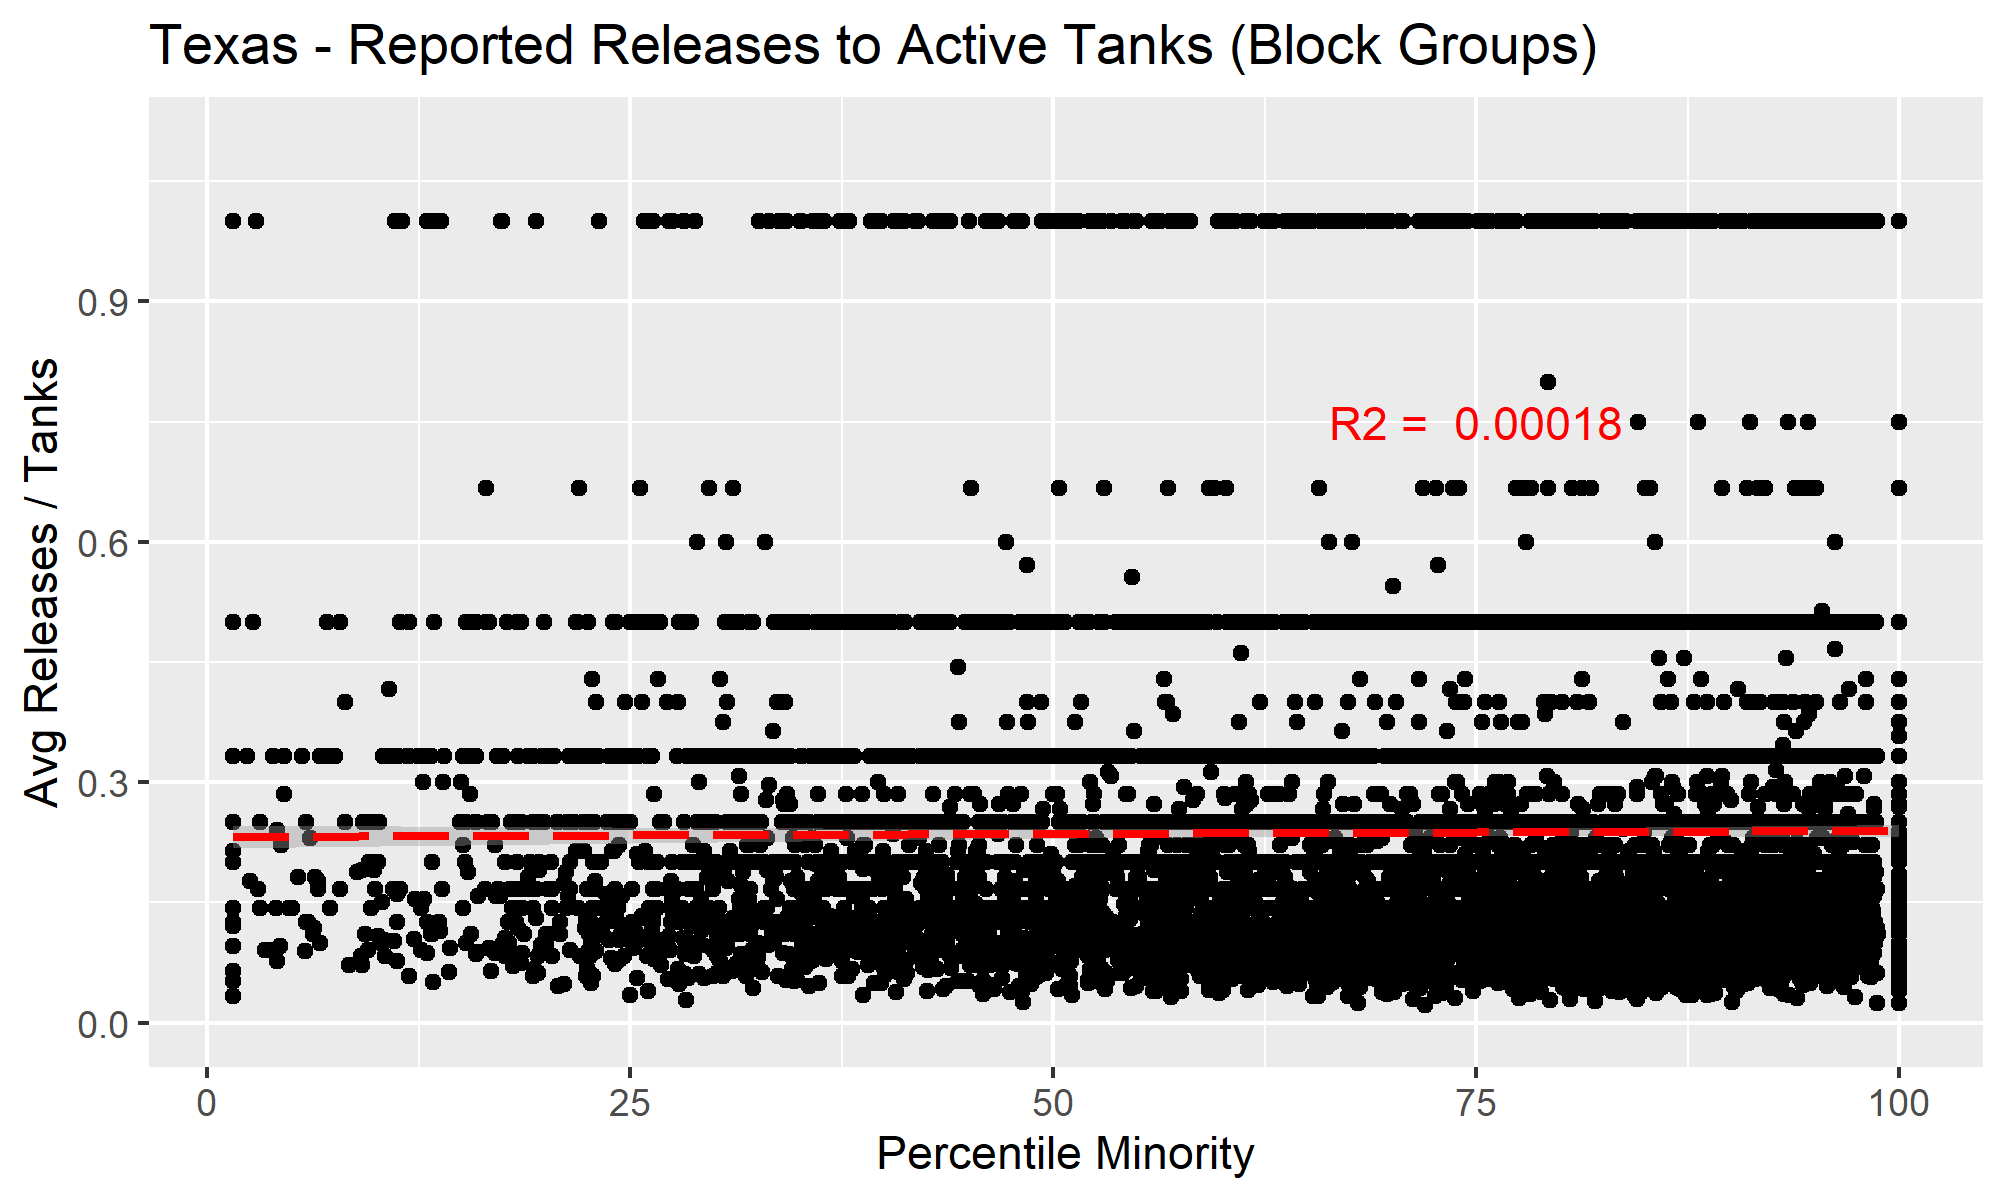 Texas - Reported Releases to Active Tanks (Block Groups)
Avg Releases / Tanks
0.9
0.6
0.3
0.0
R2 =  0.00018
0
25
50
75
100
Percentile Minority